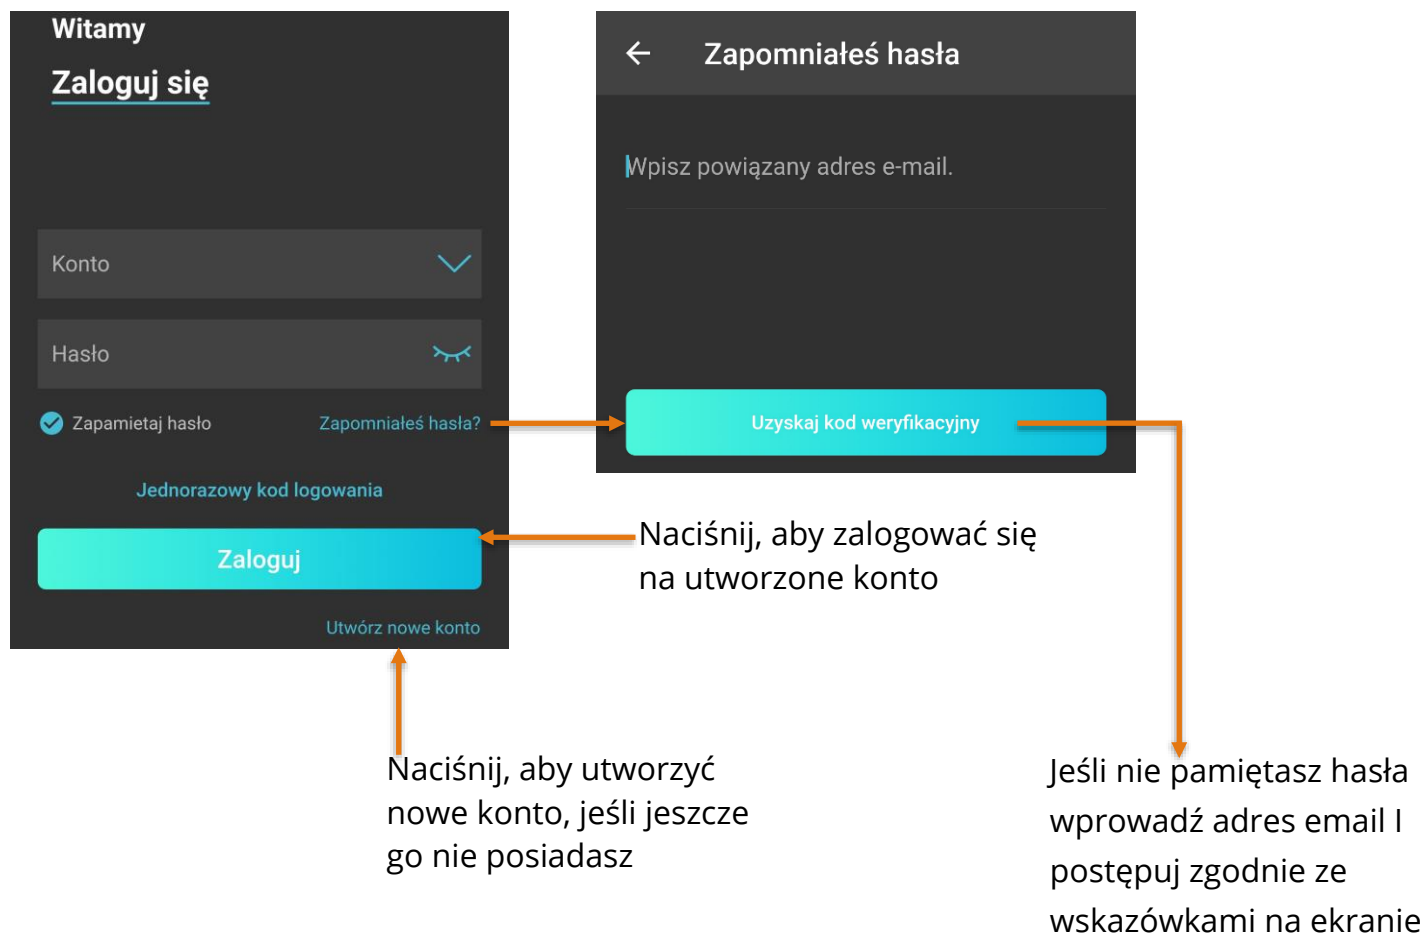 Witamy
Zaloguj się
Konto
Hasło
Zapamietaj hasło
Zapomniałeś hasła?
Jednorazowy kod logowania
Zaloguj
Utwórz nowe konto
Zapomniałeś hasła
Wpisz powiązany adres e-mail.
Uzyskaj kod weryfikacyjny
Naciśnij, aby zalogować się
na utworzone konto
Naciśnij, aby utworzyć
nowe konto, jeśli jeszcze
go nie posiadasz
Jeśli nie pamiętasz hasła
wprowadź adres email I
postępuj zgodnie ze
wskazówkami na ekranie